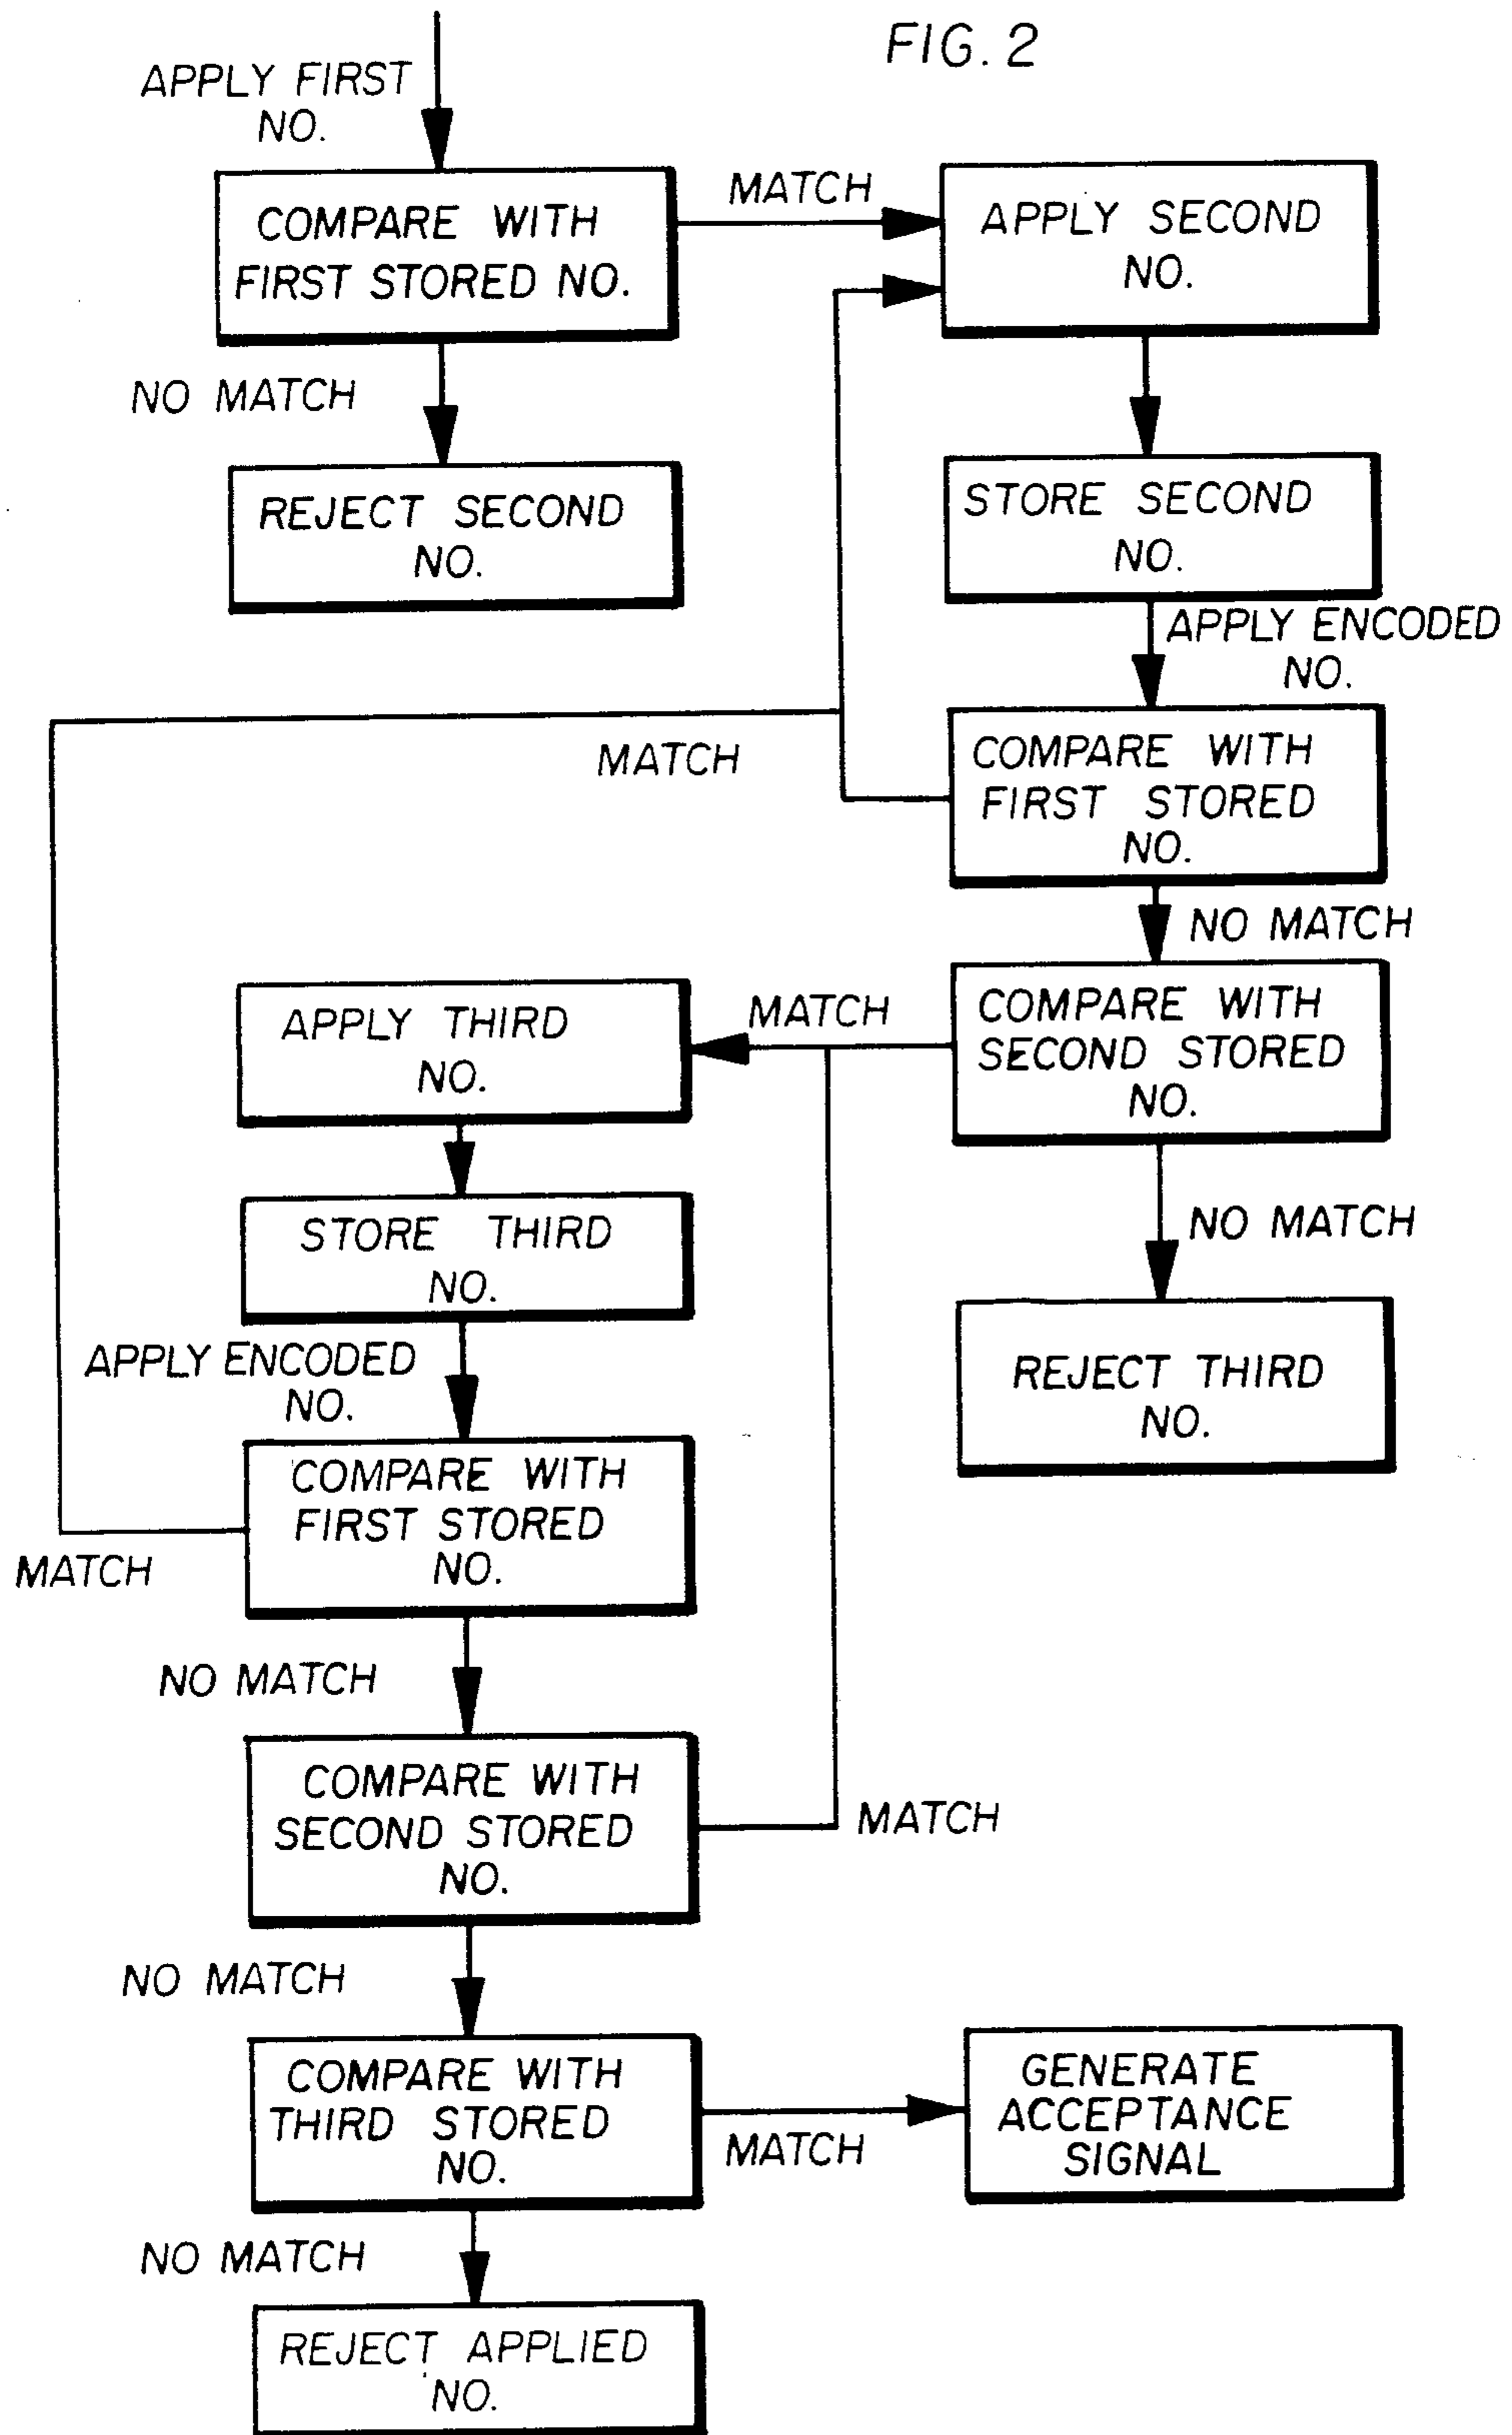 FIG. 2
APPLY FIRST
NO.
COMPARE WITH
FIRST STORED NO.
MATCH
APPLY SECOND
NO.
NO MATCH
REJECT SECOND
NO.
STORE SECOND
NO.
APPLY ENCODED
NO.
MATCH
COMPARE WITH
FIRST STORED
NO.
NO MATCH
COMPARE WITH
SECOND STORED
NO.
MATCH
APPLY THIRD
NO.
NO MATCH
REJECT THIRD
NO.
STORE THIRD
NO.
APPLY ENCODED
NO.
COMPARE WITH
FIRST STORED
NO.
MATCH
NO MATCH
COMPARE WITH
SECOND STORED
NO.
MATCH
NO MATCH
COMPARE WITH
THIRD STORED
NO.
MATCH
GENERATE
ACCEPTANCE
SIGNAL
NO MATCH
REJECT APPLIED
NO.